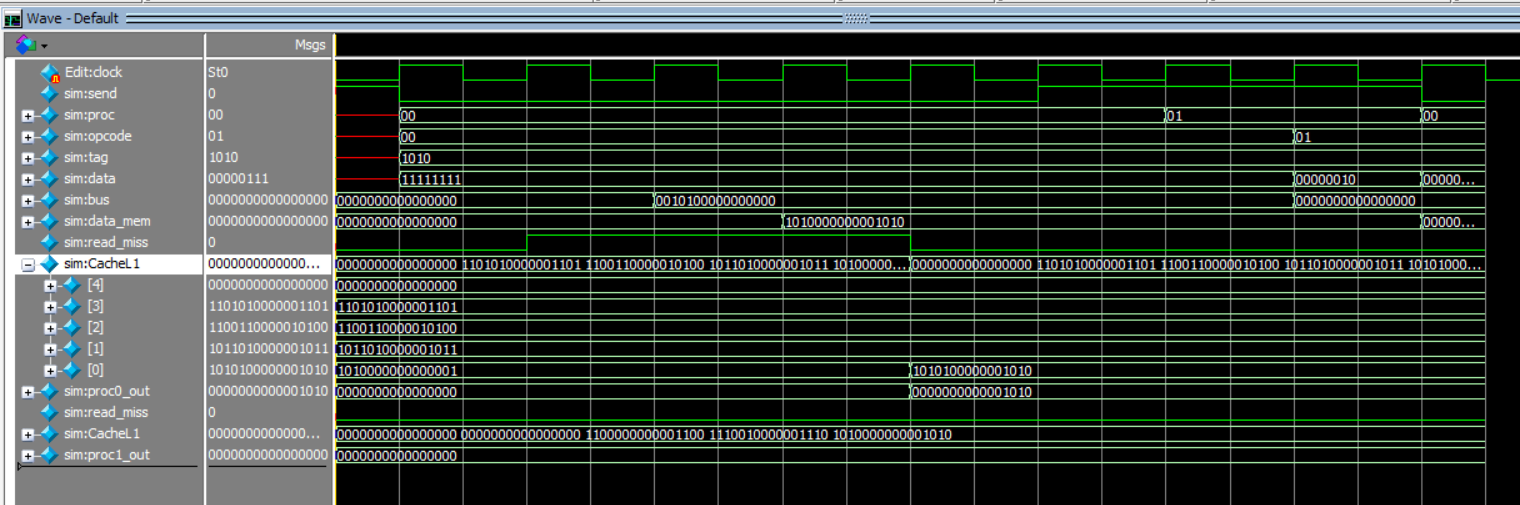 Wave - Default
Msgs
Edit:clock St0
sim:send 0
sim:proc 00 00 01 00
sim:opcode 01 00 01
sim:tag 1010 1010
sim:data 00000111 11111111 00000010 00000...
sim:bus 0000000000000000 0000000000000000 0010100000000000 0000000000000000
sim:data_mem 0000000000000000 0000000000000000 1010000000001010 00000...
sim:read_miss 0
sim:CacheL1 0000000000000... 0000000000000000 1101010000001101 1100110000010100 1011010000001011 10100000... 0000000000000000 1101010000001101 1100110000010100 1011010000001011 10101000...
[4] 0000000000000000 0000000000000000
[3] 1101010000001101 1101010000001101
[2] 1100110000010100 1100110000010100
[1] 1011010000001011 1011010000001011
[0] 1010100000001010 1010000000000001 1010100000001010
sim:proc0_out 0000000000001010 0000000000000000 0000000000001010
sim:read_miss 0
sim:CacheL1 0000000000000... 0000000000000000 0000000000000000 1100000000001100 1110010000001110 1010000000001010
sim:proc1_out 0000000000000000 0000000000000000